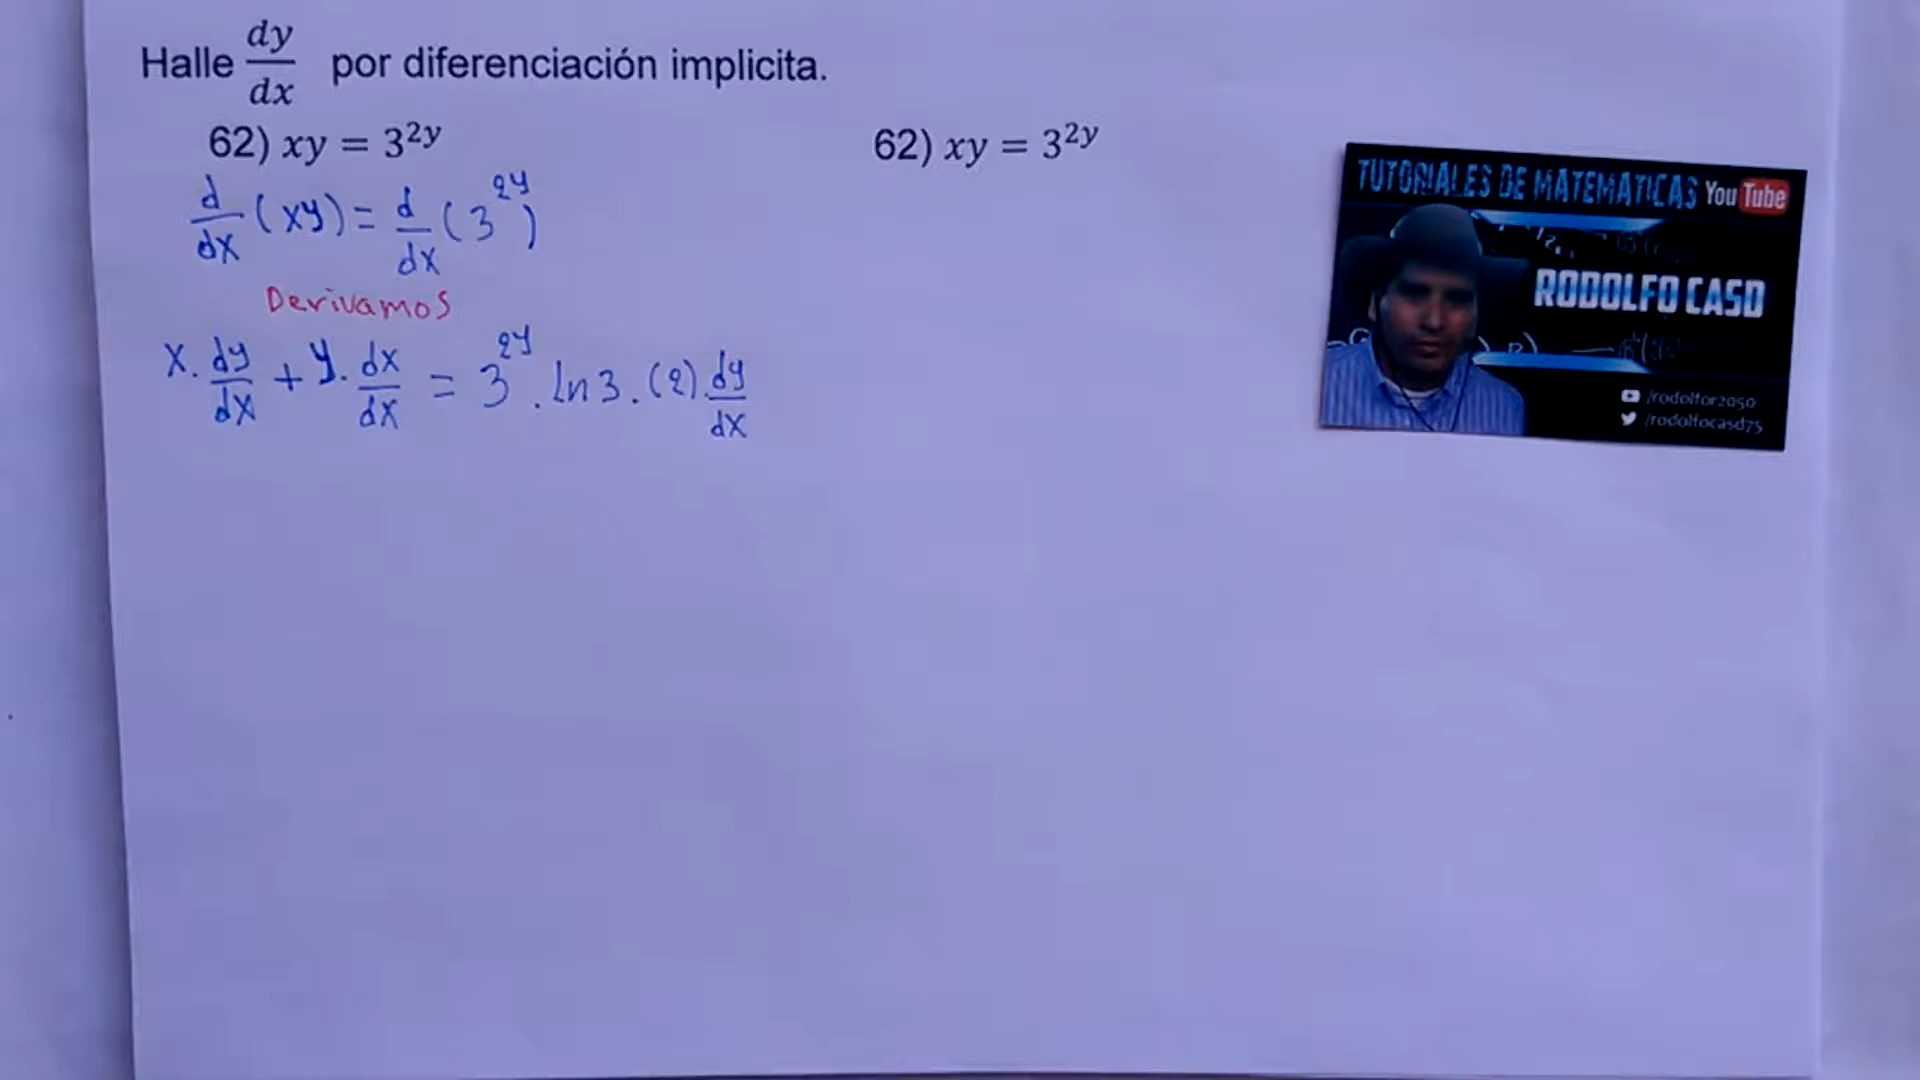 Halle dy/dx por diferenciación implicita.
62) xy = 3^2y
d/dx (xy) = d/dx (3^2y)
Derivamos
x. dy/dx + y. dx/dx = 3^2y . ln3 . (2). dy/dx
62) xy = 3^2y
TUTORIALES DE MATEMATICAS YouTube
RODOLFO CASD
/rodolfor2050
/rodolfocasd75